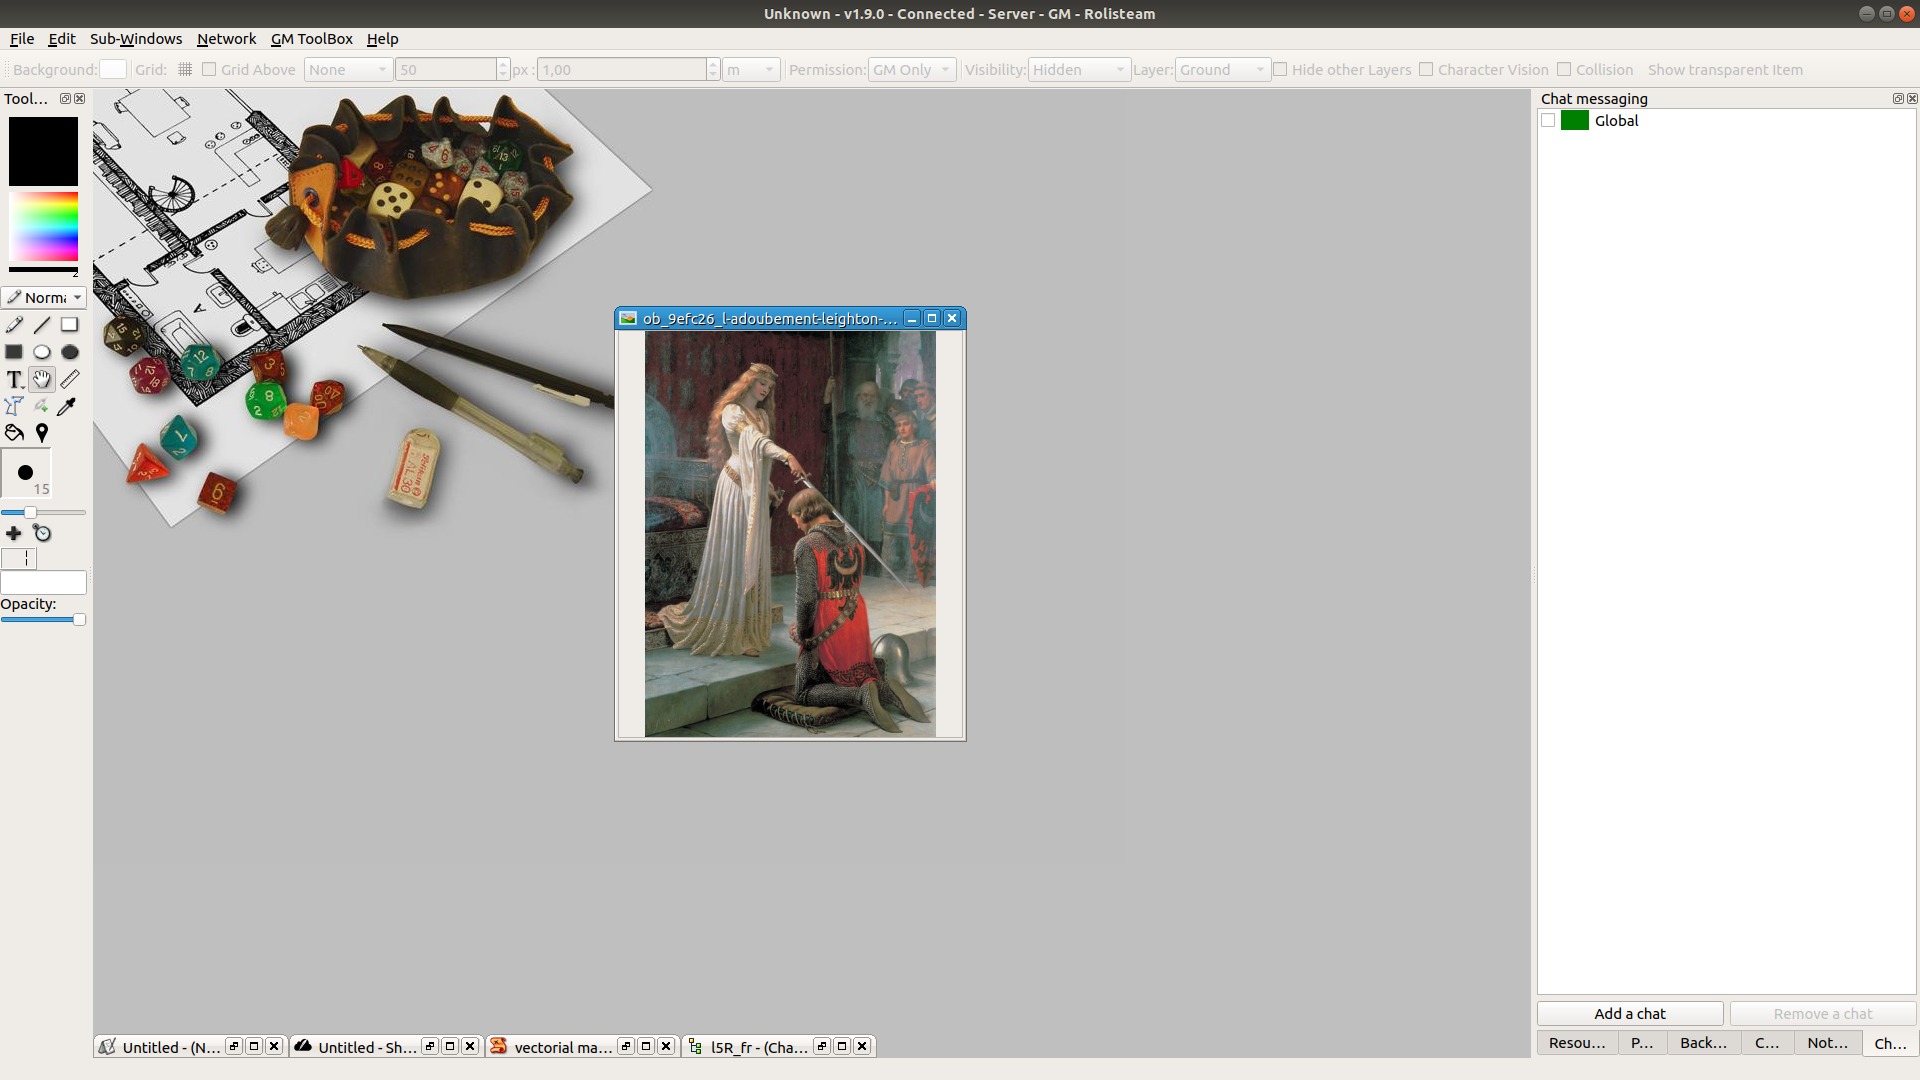 Unknown - v1.9.0 - Connected - Server - GM - Rolisteam
File Edit Sub-Windows Network GM ToolBox Help
Background: Grid: Grid Above None 50 px : 1,00 m Permission: GM Only Visibility: Hidden Layer: Ground Hide other Layers Character Vision Collision Show transparent Item
Tool...
Chat messaging
Global
Norma
15
Opacity:
ob_9efc26_l-adoubement-leighton-...
Add a chat Remove a chat
Untitled - (N... Untitled - Sh... vectorial ma... l5R_fr - (Cha...
Resou... P... Back... C... Not... Ch...